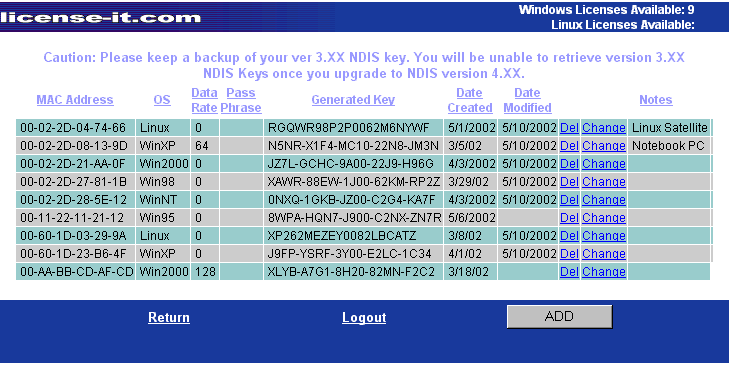 license-it.com
Windows Licenses Available: 9
Linux Licenses Available:
Caution: Please keep a backup of your ver 3.XX NDIS key. You will be unable to retrieve version 3.XX
NDIS Keys once you upgrade to NDIS version 4.XX.
MAC Address OS Data Rate Pass Phrase Generated Key Date Created Date Modified Notes
00-02-2D-04-74-66 Linux 0 RGQWR98P2P0062M6NYWF 5/1/2002 5/10/2002 Del Change Linux Satellite
00-02-2D-08-13-9D WinXP 64 N5NR-X1F4-MC10-22N8-JM3N 3/5/02 5/10/2002 Del Change Notebook PC
00-02-2D-21-AA-0F Win2000 0 JZ7L-GCHC-9A00-22J9-H96G 4/3/2002 5/10/2002 Del Change
00-02-2D-27-81-1B Win98 0 XAWR-88EW-1J00-62KM-RP2Z 3/29/02 5/10/2002 Del Change
00-02-2D-28-5E-12 WinNT 0 0NXQ-1GKB-JZ00-C2G4-KA7F 4/3/2002 5/10/2002 Del Change
00-11-22-11-21-12 Win95 0 8WPA-HQN7-J900-C2NX-ZN7R 5/6/2002 Del Change
00-60-1D-03-29-9A Linux 0 XP262MEZEY0082LBCATZ 3/8/02 5/10/2002 Del Change
00-60-1D-23-B6-4F WinXP 0 J9FP-YSRF-3Y00-E2LC-1C34 4/1/02 5/10/2002 Del Change
00-AA-BB-CD-AF-CD Win2000 128 XLYB-A7G1-8H20-82MN-F2C2 3/18/02 Del Change
Return Logout ADD